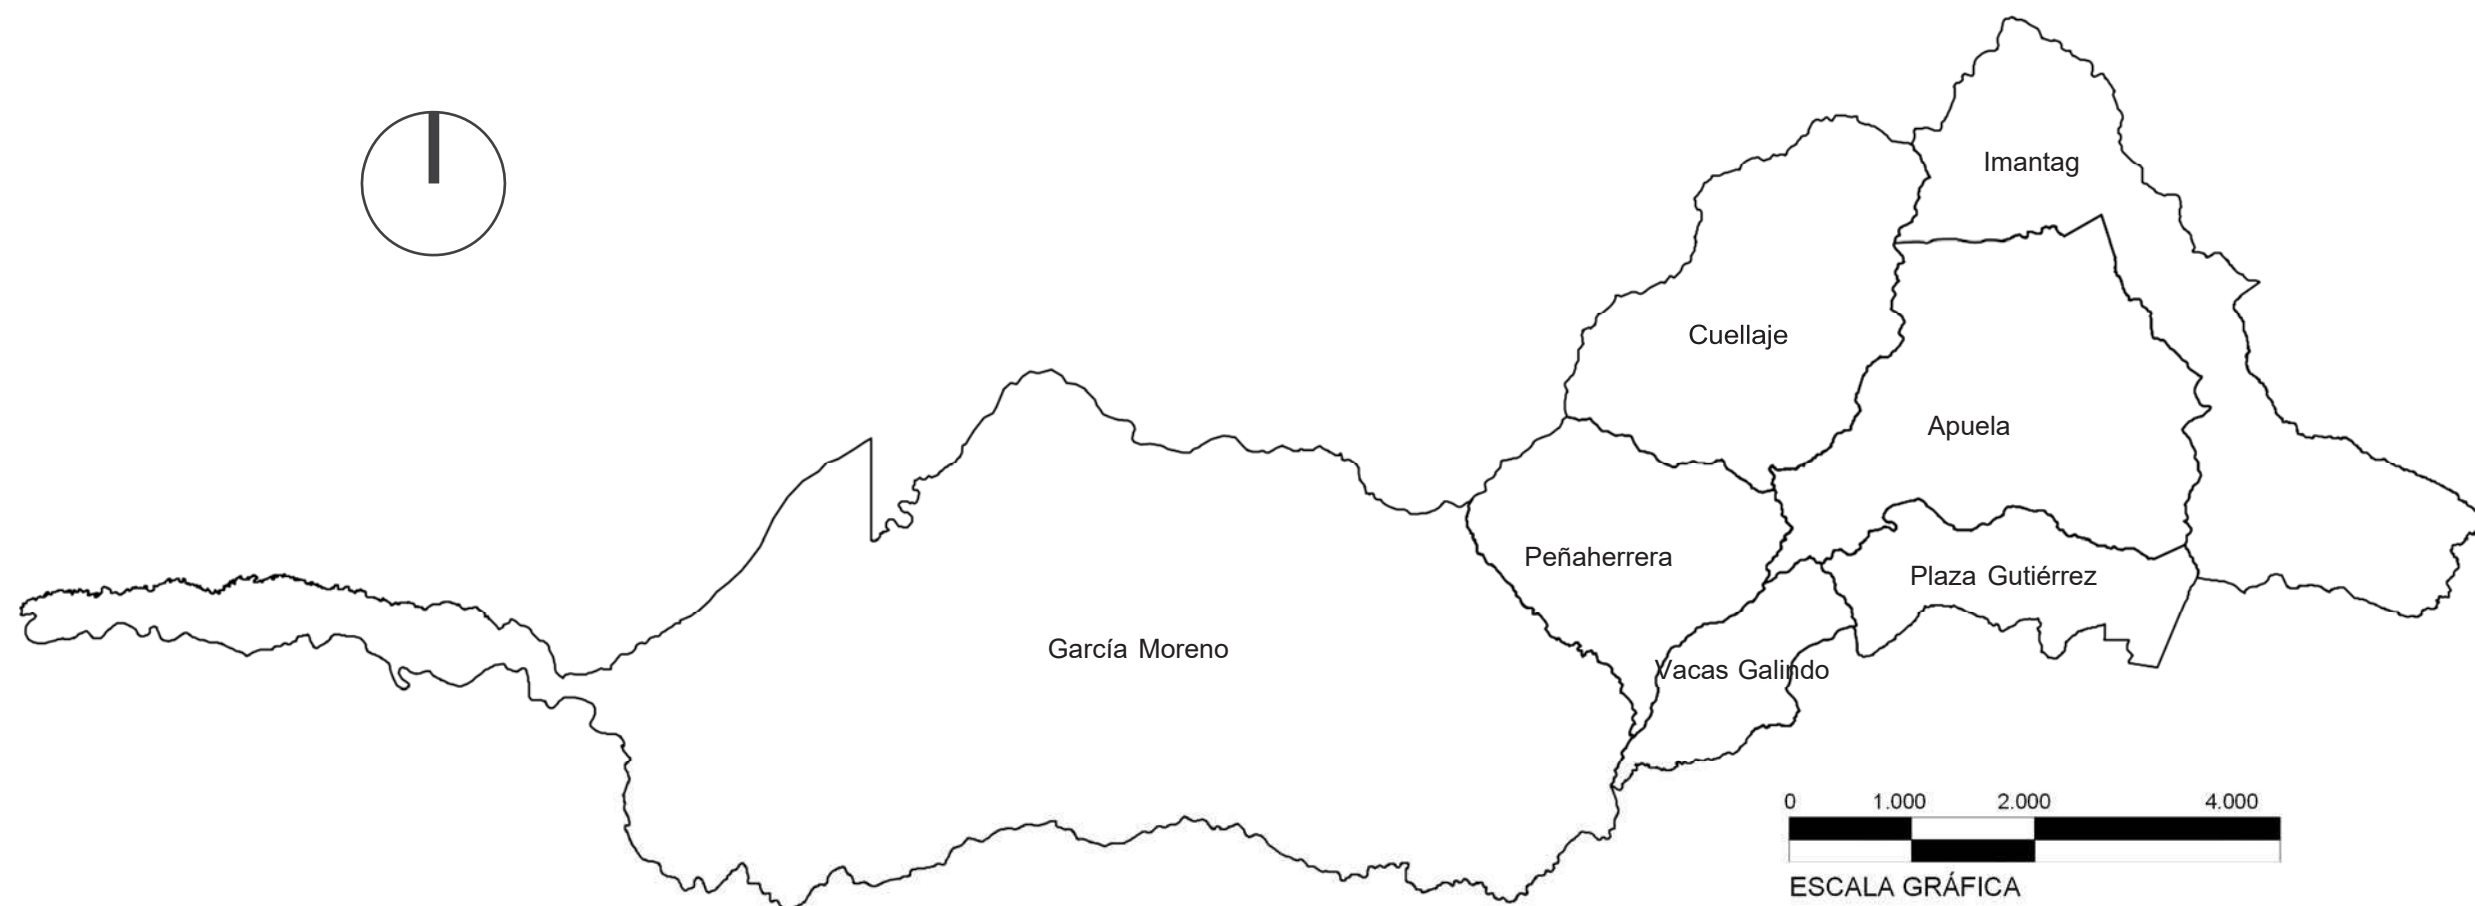 Imantag
Cuellaje
Apuela
Peñaherrera
Plaza Gutiérrez
García Moreno
Vacas Galindo
0 1.000 2.000 4.000
ESCALA GRÁFICA